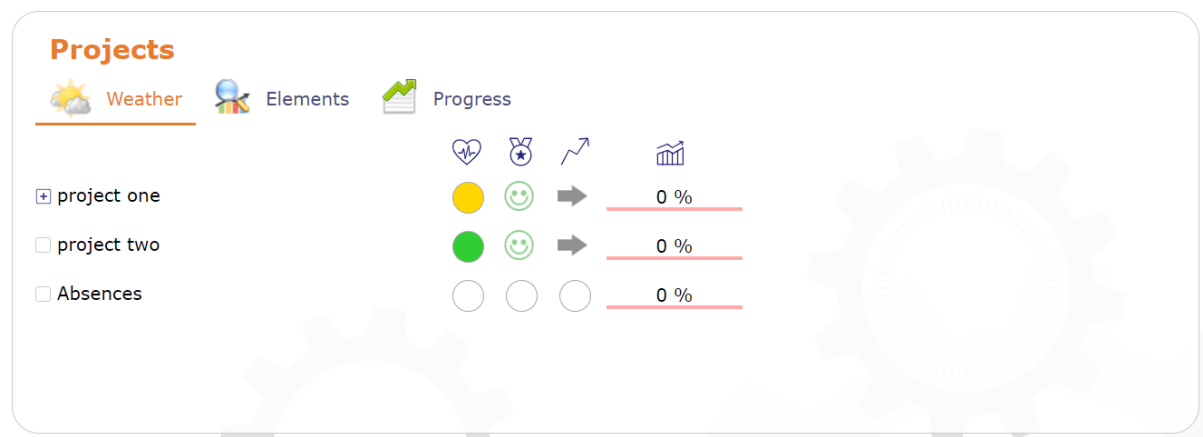 Projects
Weather Elements Progress
project one 0 %
project two 0 %
Absences 0 %